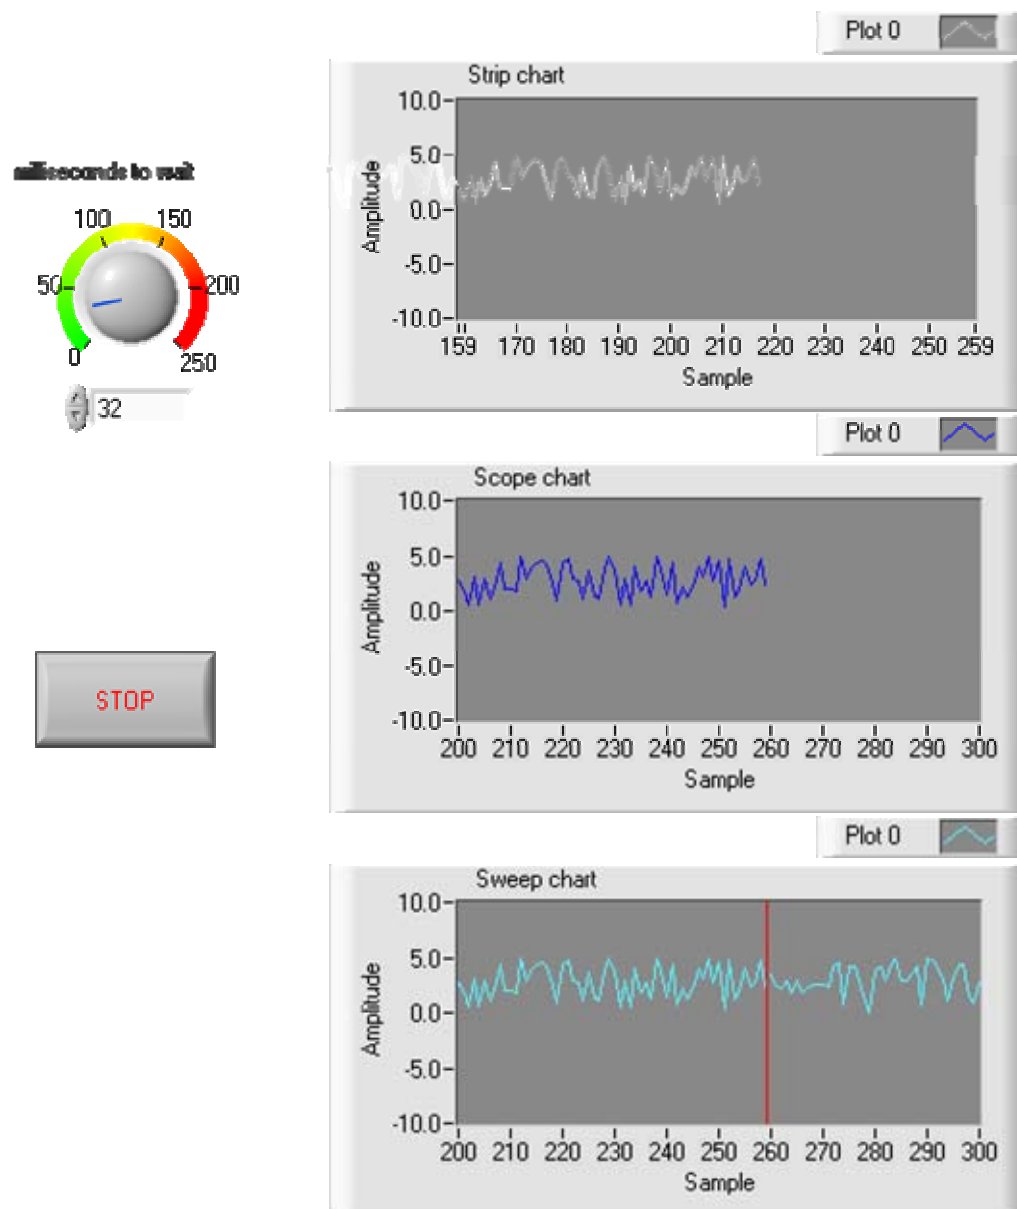 Plot 0
Strip chart
10.0
5.0
0.0
-5.0
-10.0
Amplitude
159 170 180 190 200 210 220 230 240 250 259
Sample
milliseconds to wait
0 50 100 150 200 250
32
Plot 0
Scope chart
10.0
5.0
0.0
-5.0
-10.0
Amplitude
200 210 220 230 240 250 260 270 280 290 300
Sample
STOP
Plot 0
Sweep chart
10.0
5.0
0.0
-5.0
-10.0
Amplitude
200 210 220 230 240 250 260 270 280 290 300
Sample